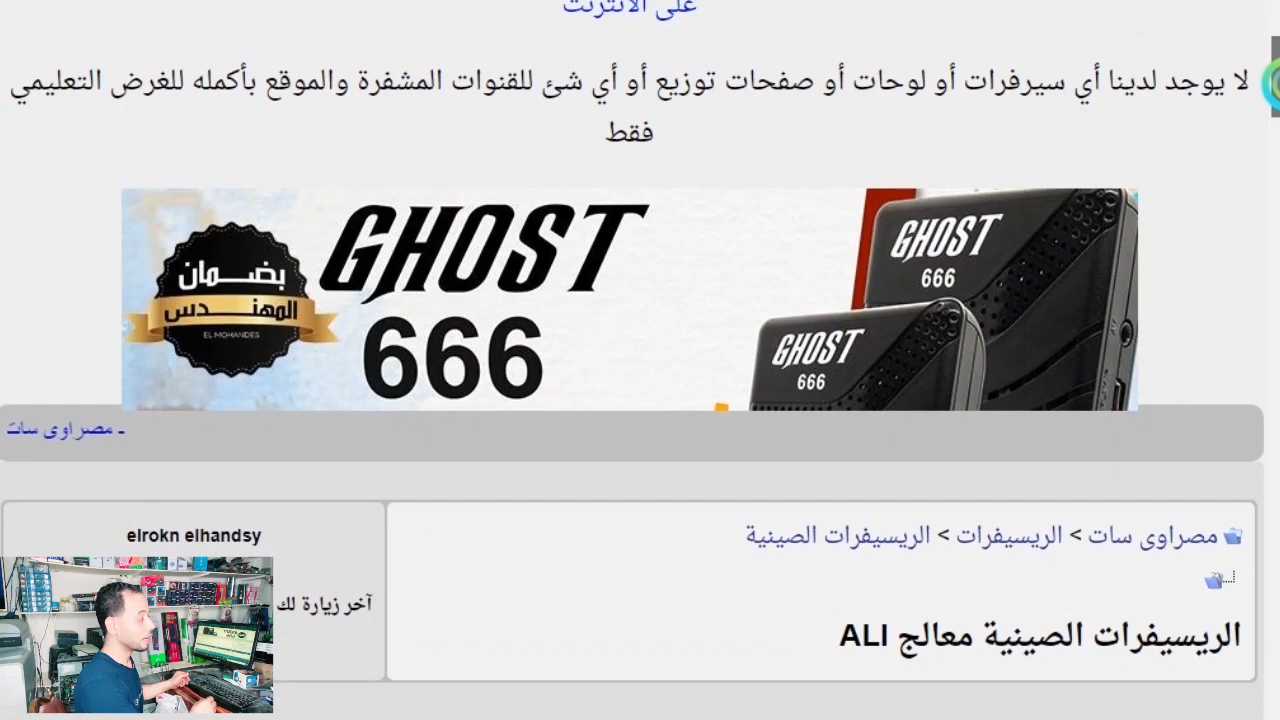 على الانترنت
لا يوجد لدينا أي سيرفرات أو لوحات أو صفحات توزيع أو أي شئ للقنوات المشفرة والموقع بأكمله للغرض التعليمي
فقط
GHOST
666
بضمان
المهندس
EL MOHANDES
GHOST
666
GHOST
666
- مصراوى سات
مصراوى سات > الريسيفرات > الريسيفرات الصينية
الريسيفرات الصينية معالج ALI
elrokn elhandsy
آخر زيارة لك